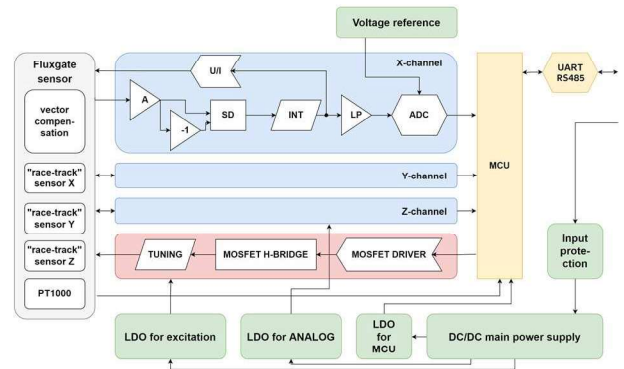 Voltage reference
Fluxgate
sensor
U/I
X-channel
UART
RS485
vector
compen-
sation
A
-1
SD
INT
LP
ADC
MCU
"race-track"
sensor X
Y-channel
"race-track"
sensor Y
Z-channel
"race-track"
sensor Z
TUNING
MOSFET H-BRIDGE
MOSFET DRIVER
Input
prote-
ction
PT1000
LDO for excitation
LDO for ANALOG
LDO
for
MCU
DC/DC main power supply